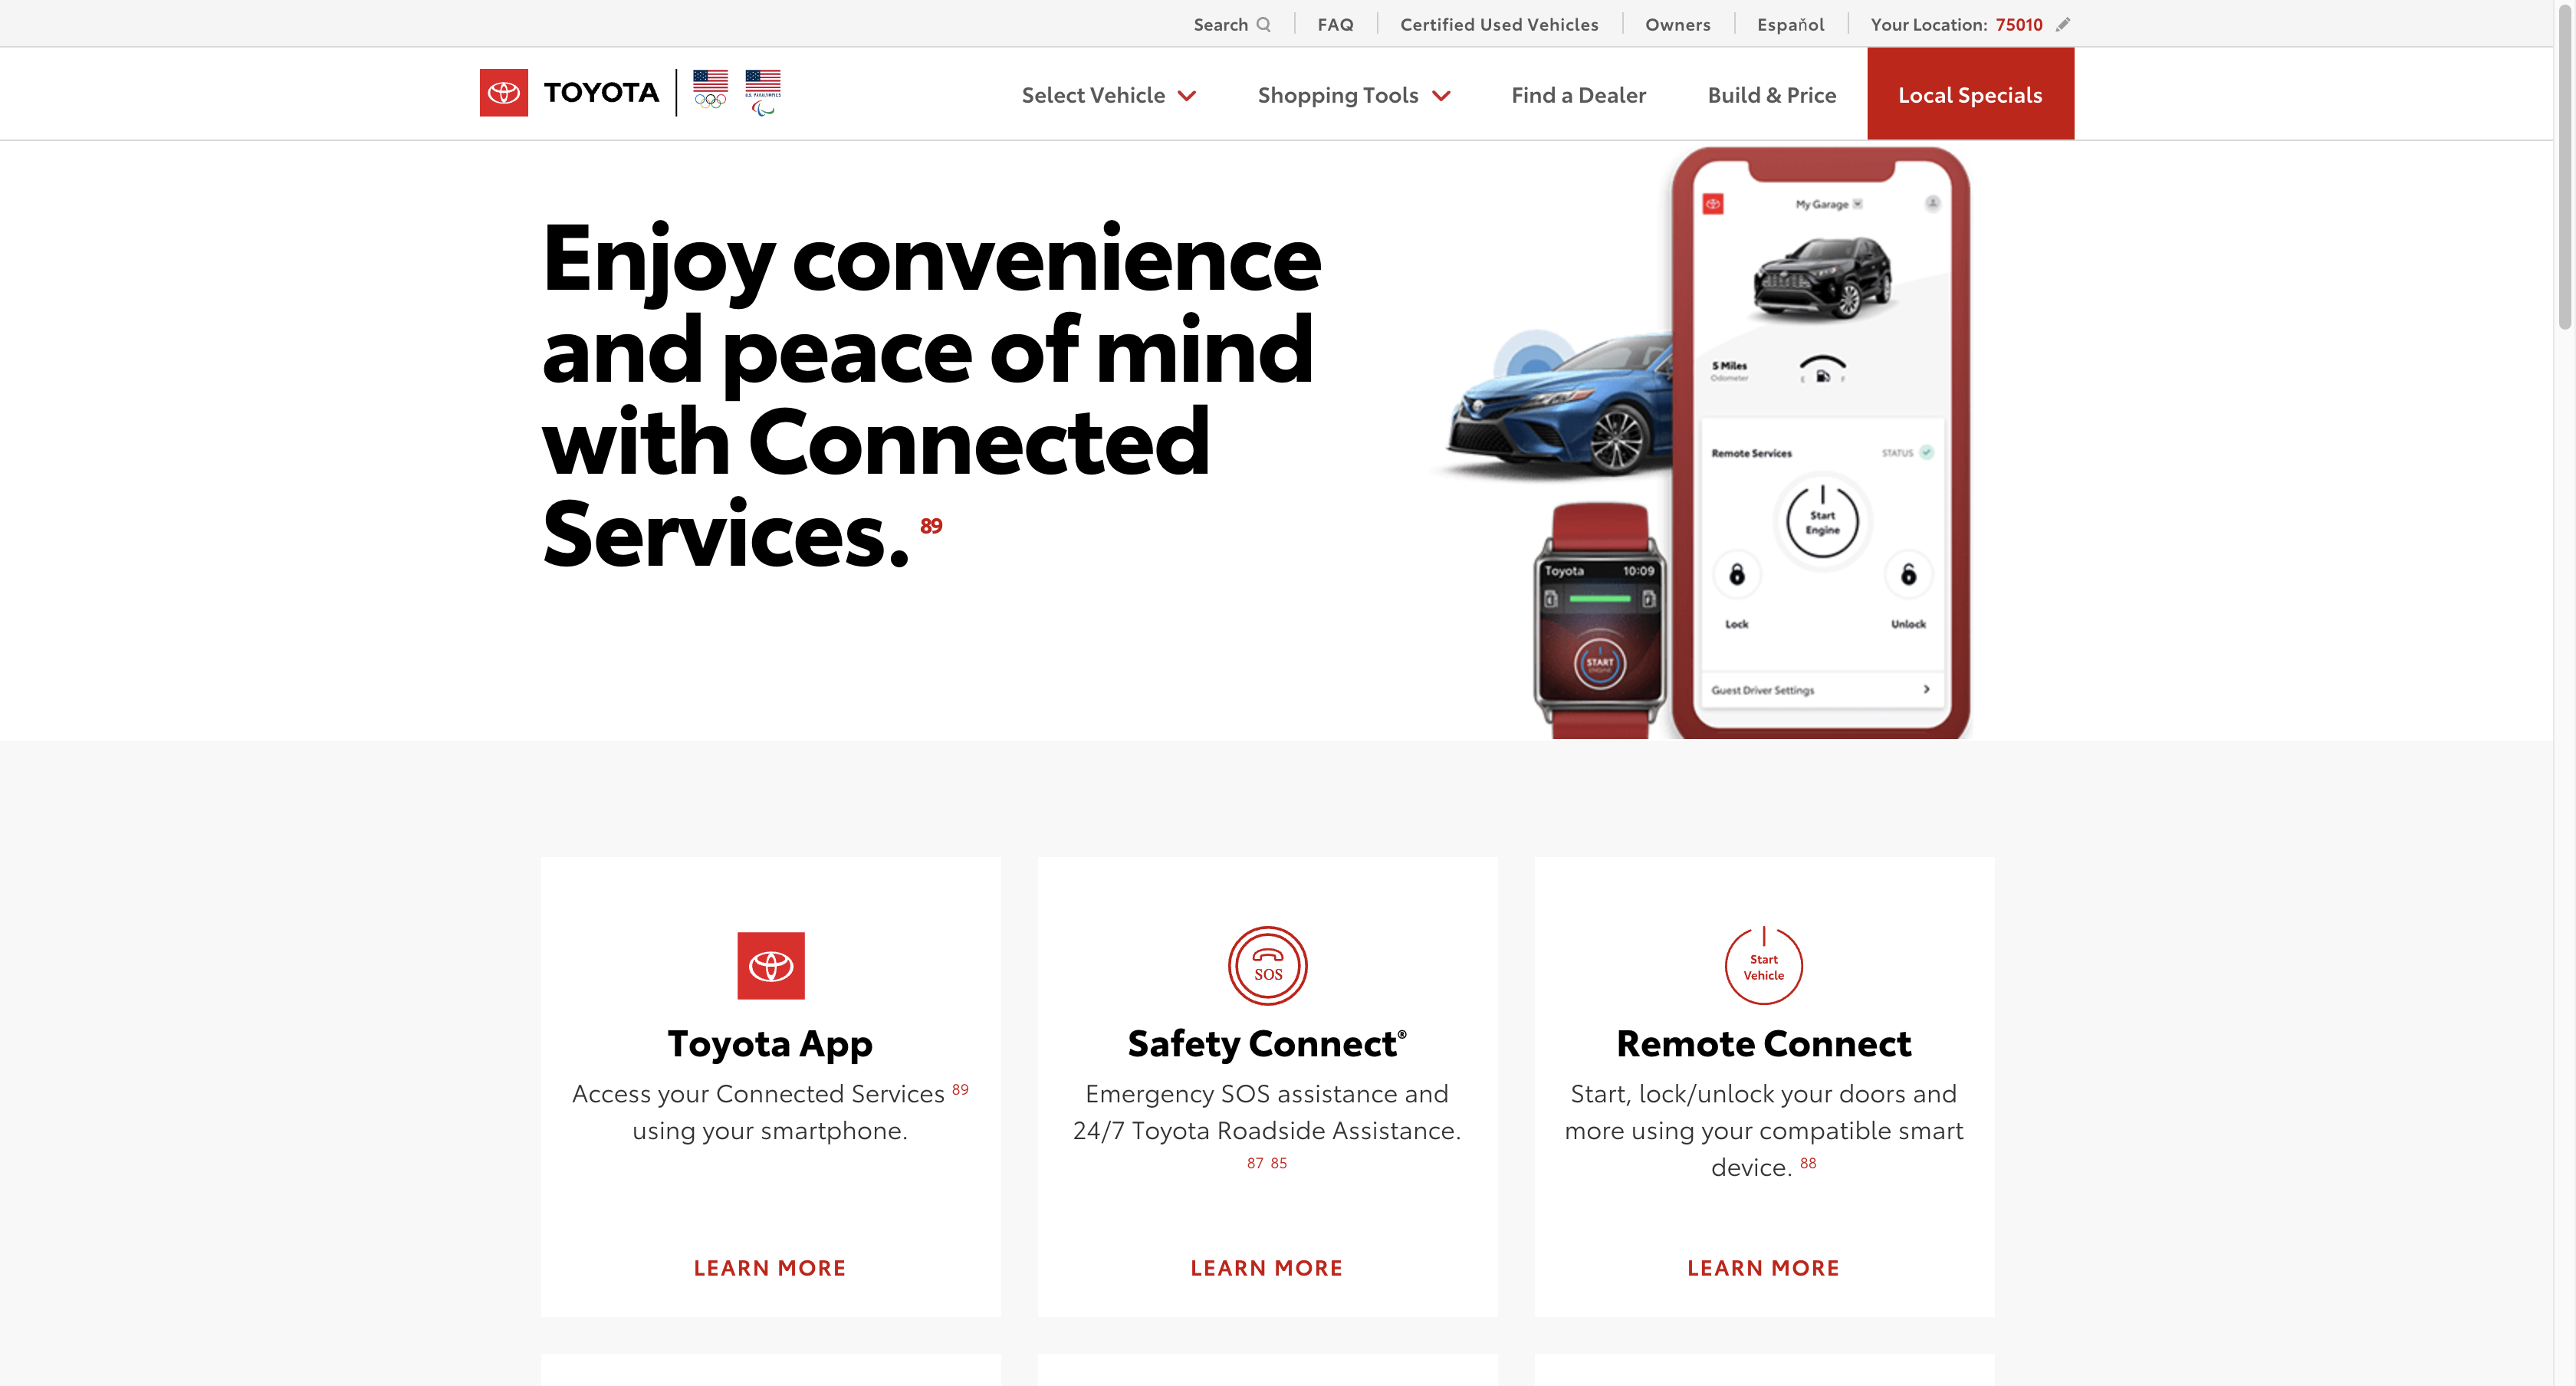 Search
FAQ
Certified Used Vehicles
Owners
Español
Your Location: 75010
TOYOTA
U.S. PARALYMPICS
Select Vehicle
Shopping Tools
Find a Dealer
Build & Price
Local Specials
Enjoy convenience
and peace of mind
with Connected
Services. 89
My Garage
5 Miles
Odometer
E F
Remote Services
STATUS
Start
Engine
Lock
Unlock
Guest Driver Settings
Toyota 10:09
E F
START
ENGINE
Toyota App
Access your Connected Services 89
using your smartphone.
LEARN MORE
SOS
Safety Connect®
Emergency SOS assistance and
24/7 Toyota Roadside Assistance.
87 85
LEARN MORE
Start
Vehicle
Remote Connect
Start, lock/unlock your doors and
more using your compatible smart
device. 88
LEARN MORE